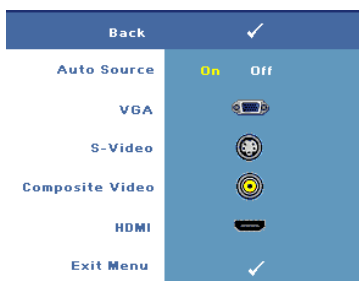 Back
Auto Source On Off
VGA
S-Video
Composite Video
HDMI
Exit Menu